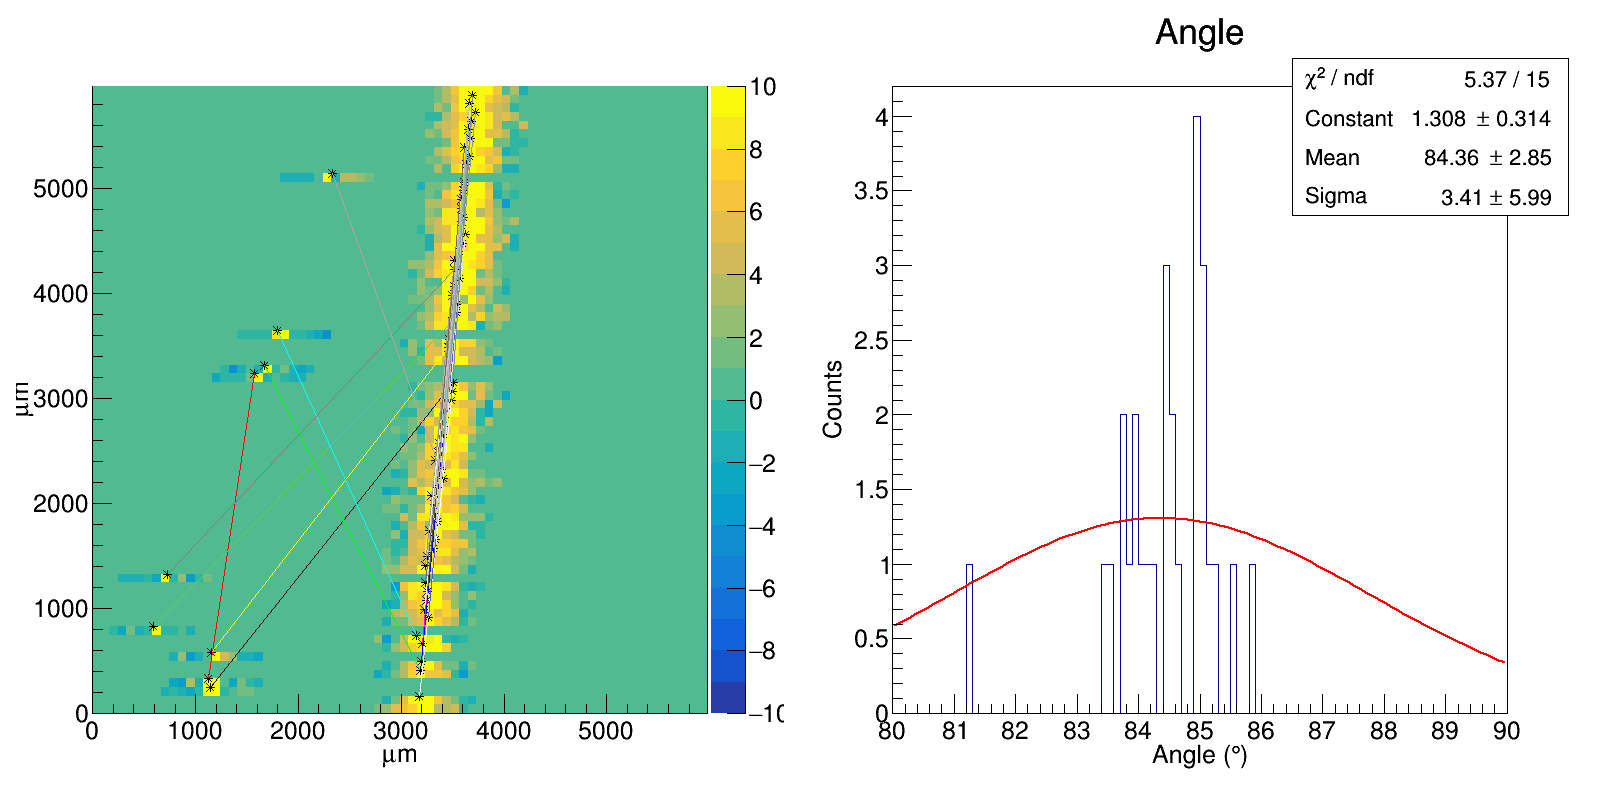 Angle
χ² / ndf 5.37 / 15
Constant 1.308 ± 0.314
Mean 84.36 ± 2.85
Sigma 3.41 ± 5.99
10
8
6
4
2
0
−2
−4
−6
−8
−10
5000
4000
3000
2000
1000
0
μm
0 1000 2000 3000 4000 5000
μm
4
3.5
3
2.5
2
1.5
1
0.5
0
Counts
80 81 82 83 84 85 86 87 88 89 90
Angle (°)